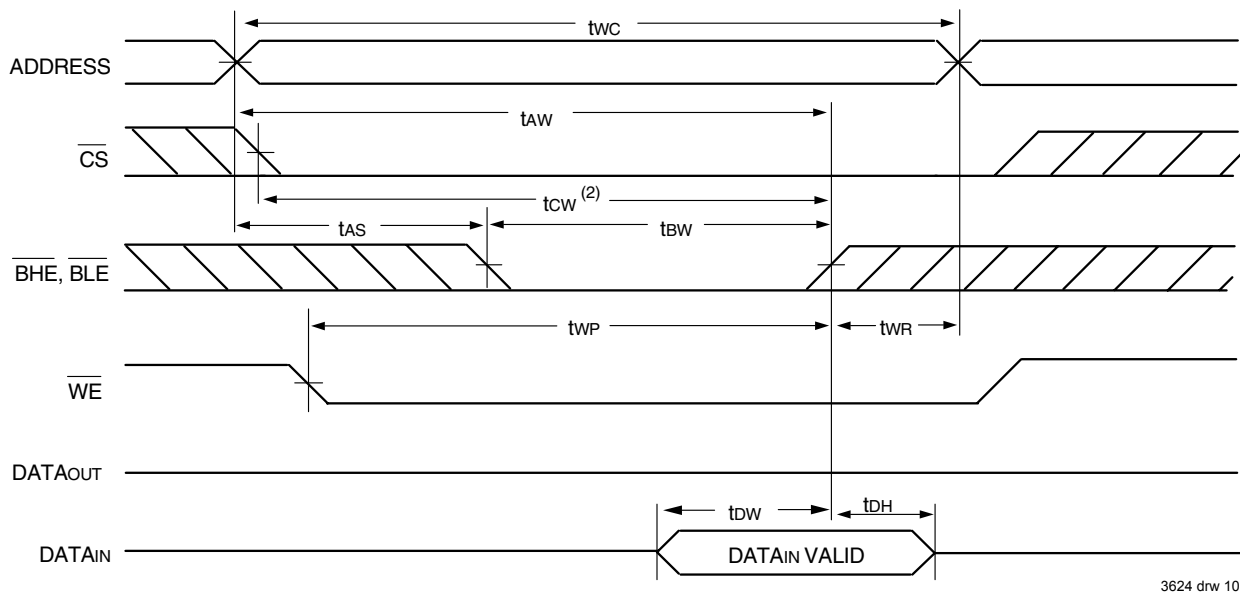 tWC
ADDRESS
tAW
CS
tCW (2)
tAS
tBW
BHE, BLE
tWP
tWR
WE
DATAOUT
tDW
tDH
DATAIN
DATAIN VALID
3624 drw 10